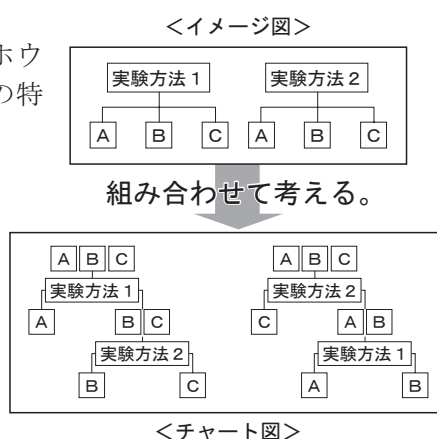 ＜イメージ図＞
ホウ
の特
実験方法１ 実験方法２
A B C A B C
組み合わせて考える。
A B C A B C
実験方法１ 実験方法２
A B C C A B
実験方法２ 実験方法１
B C A B
＜チャート図＞